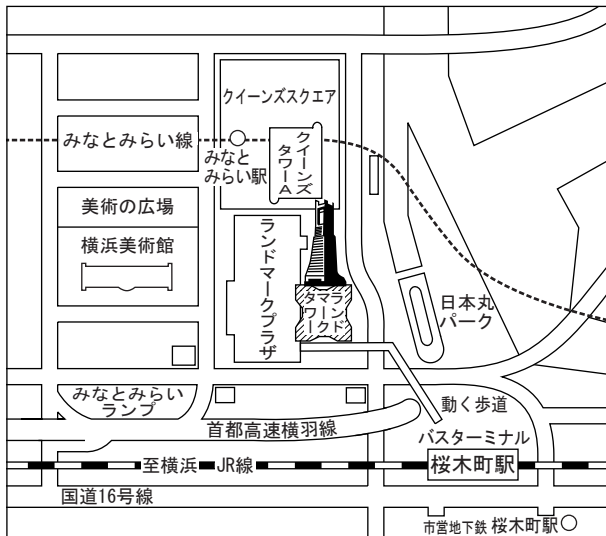 クイーンズスクエア
みなとみらい線
みなと
みらい駅
クイーンズ
タワーA
美術の広場
横浜美術館
ランドマークプラザ
ランド
マーク
タワー
日本丸
パーク
みなとみらい
ランプ
動く歩道
首都高速横羽線
バスターミナル
至横浜 JR線
桜木町駅
国道16号線
市営地下鉄 桜木町駅